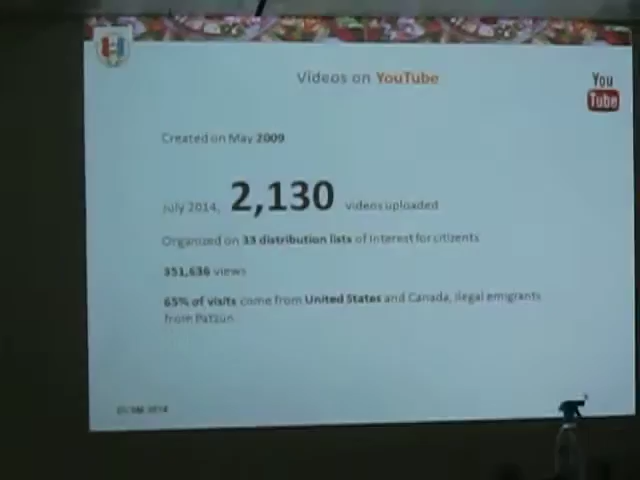 Videos on YouTube
You
Tube
Created on May 2009
July 2014, 2,130 videos uploaded
Organized on 33 distribution lists of interest for citizens
351,636 views
65% of visits come from United States and Canada, ilegal emigrants
from Patzun